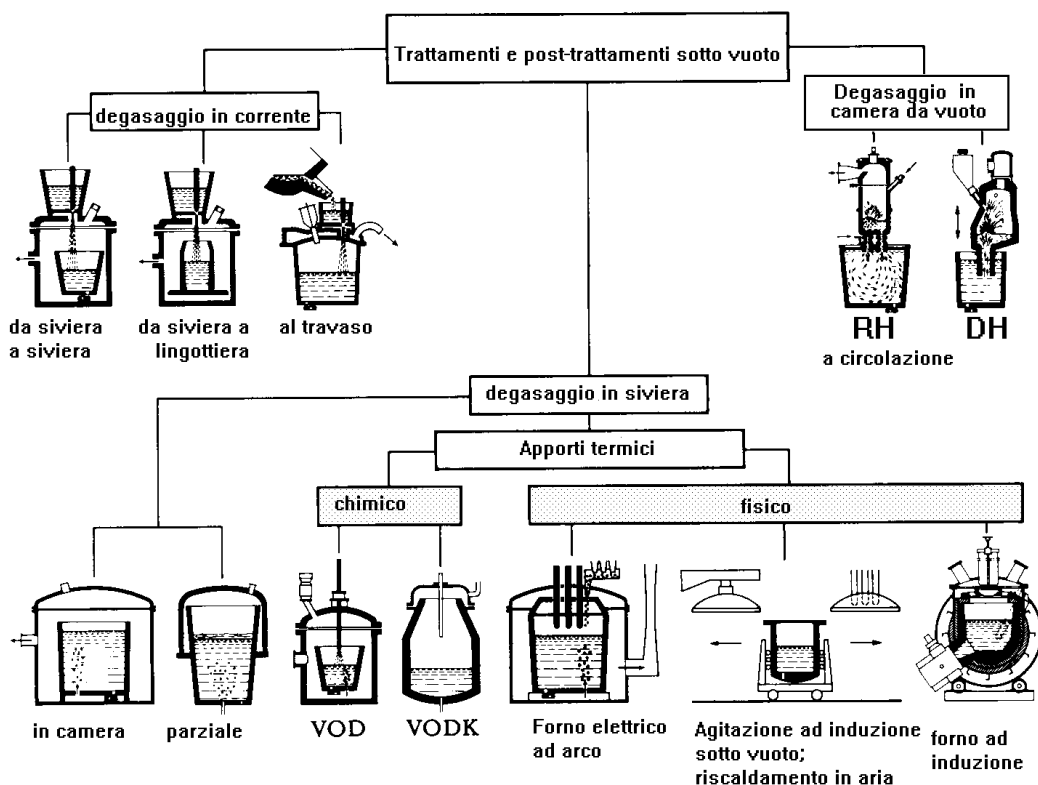 Trattamenti e post-trattamenti sotto vuoto
degasaggio in corrente
Degasaggio in
camera da vuoto
da siviera
a siviera
da siviera a
lingottiera
al travaso
RH
a circolazione
DH
degasaggio in siviera
Apporti termici
chimico
fisico
in camera
parziale
VOD
VODK
Forno elettrico
ad arco
Agitazione ad induzione
sotto vuoto;
riscaldamento in aria
forno ad
induzione